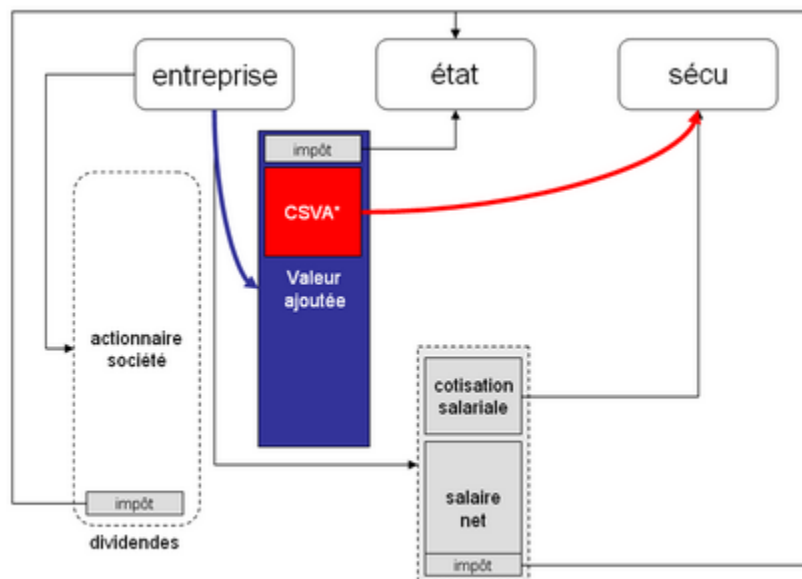 entreprise
état
sécu
impôt
CSVA*
Valeur
ajoutée
actionnaire
société
cotisation
salariale
impôt
salaire
net
dividendes
impôt